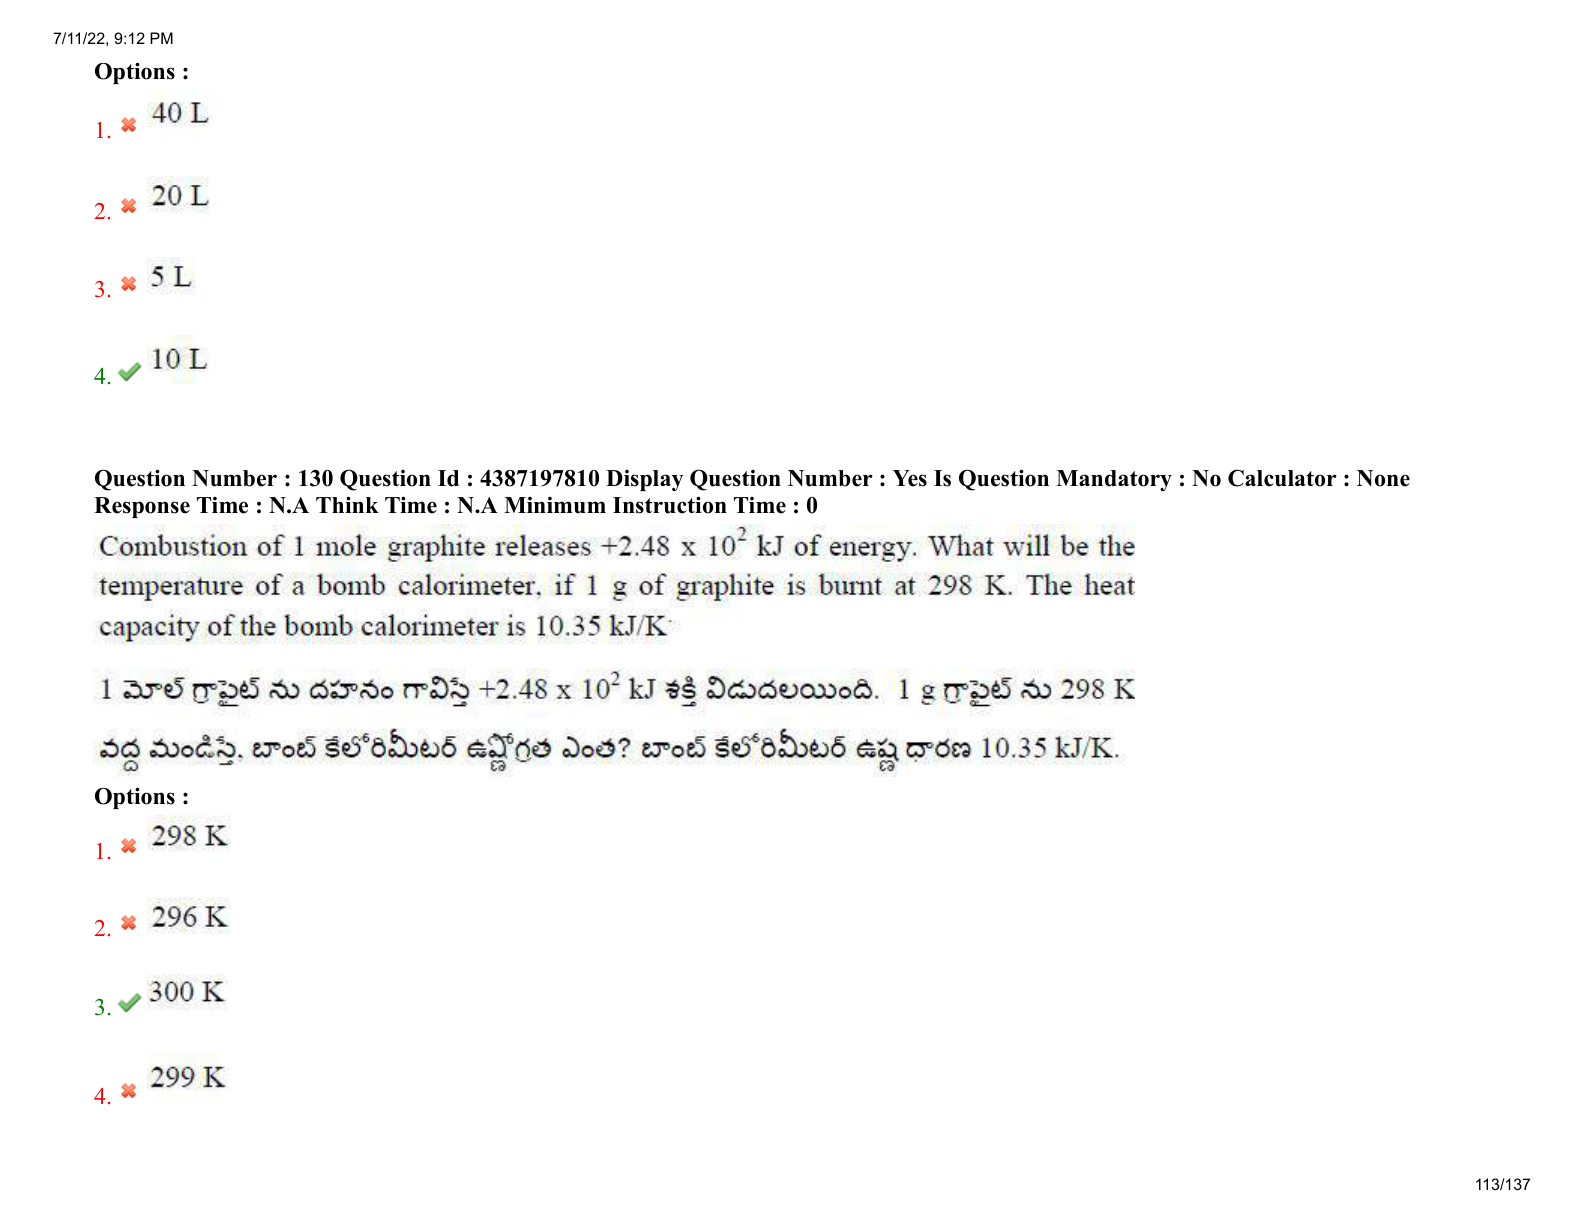 7/11/22, 9:12 PM
Options :
1. 40 L
2. 20 L
3. 5 L
4. 10 L
Question Number : 130 Question Id : 4387197810 Display Question Number : Yes Is Question Mandatory : No Calculator : None
Response Time : N.A Think Time : N.A Minimum Instruction Time : 0
Combustion of 1 mole graphite releases +2.48 x 10² kJ of energy. What will be the
temperature of a bomb calorimeter, if 1 g of graphite is burnt at 298 K. The heat
capacity of the bomb calorimeter is 10.35 kJ/K
1 మోల్ గ్రాఫైట్ ను దహనం గావిస్తే +2.48 x 10² kJ శక్తి విడుదలయింది. 1 g గ్రాఫైట్ ను 298 K
వద్ద మండిస్తే, బాంబ్ కేలోరిమీటర్ ఉష్ణోగ్రత ఎంత? బాంబ్ కేలోరిమీటర్ ఉష్ణ ధారణ 10.35 kJ/K.
Options :
1. 298 K
2. 296 K
3. 300 K
4. 299 K
113/137